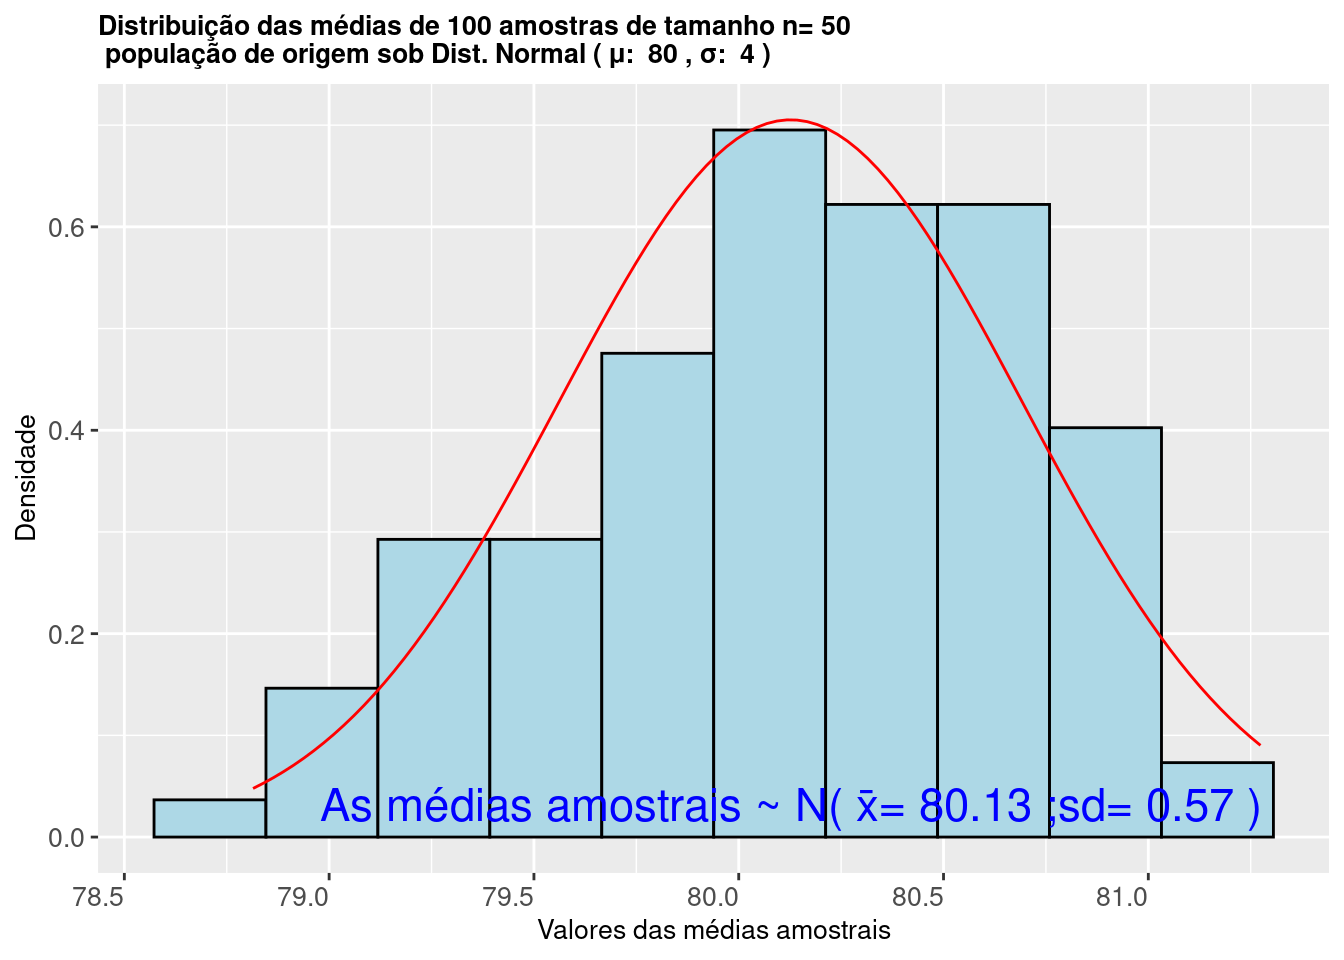 Distribuição das médias de 100 amostras de tamanho n= 50
população de origem sob Dist. Normal ( μ:  80 , σ:  4 )
Densidade
0.6
0.4
0.2
0.0
As médias amostrais ~ N( x̄= 80.13 ;sd= 0.57 )
78.5 79.0 79.5 80.0 80.5 81.0
Valores das médias amostrais